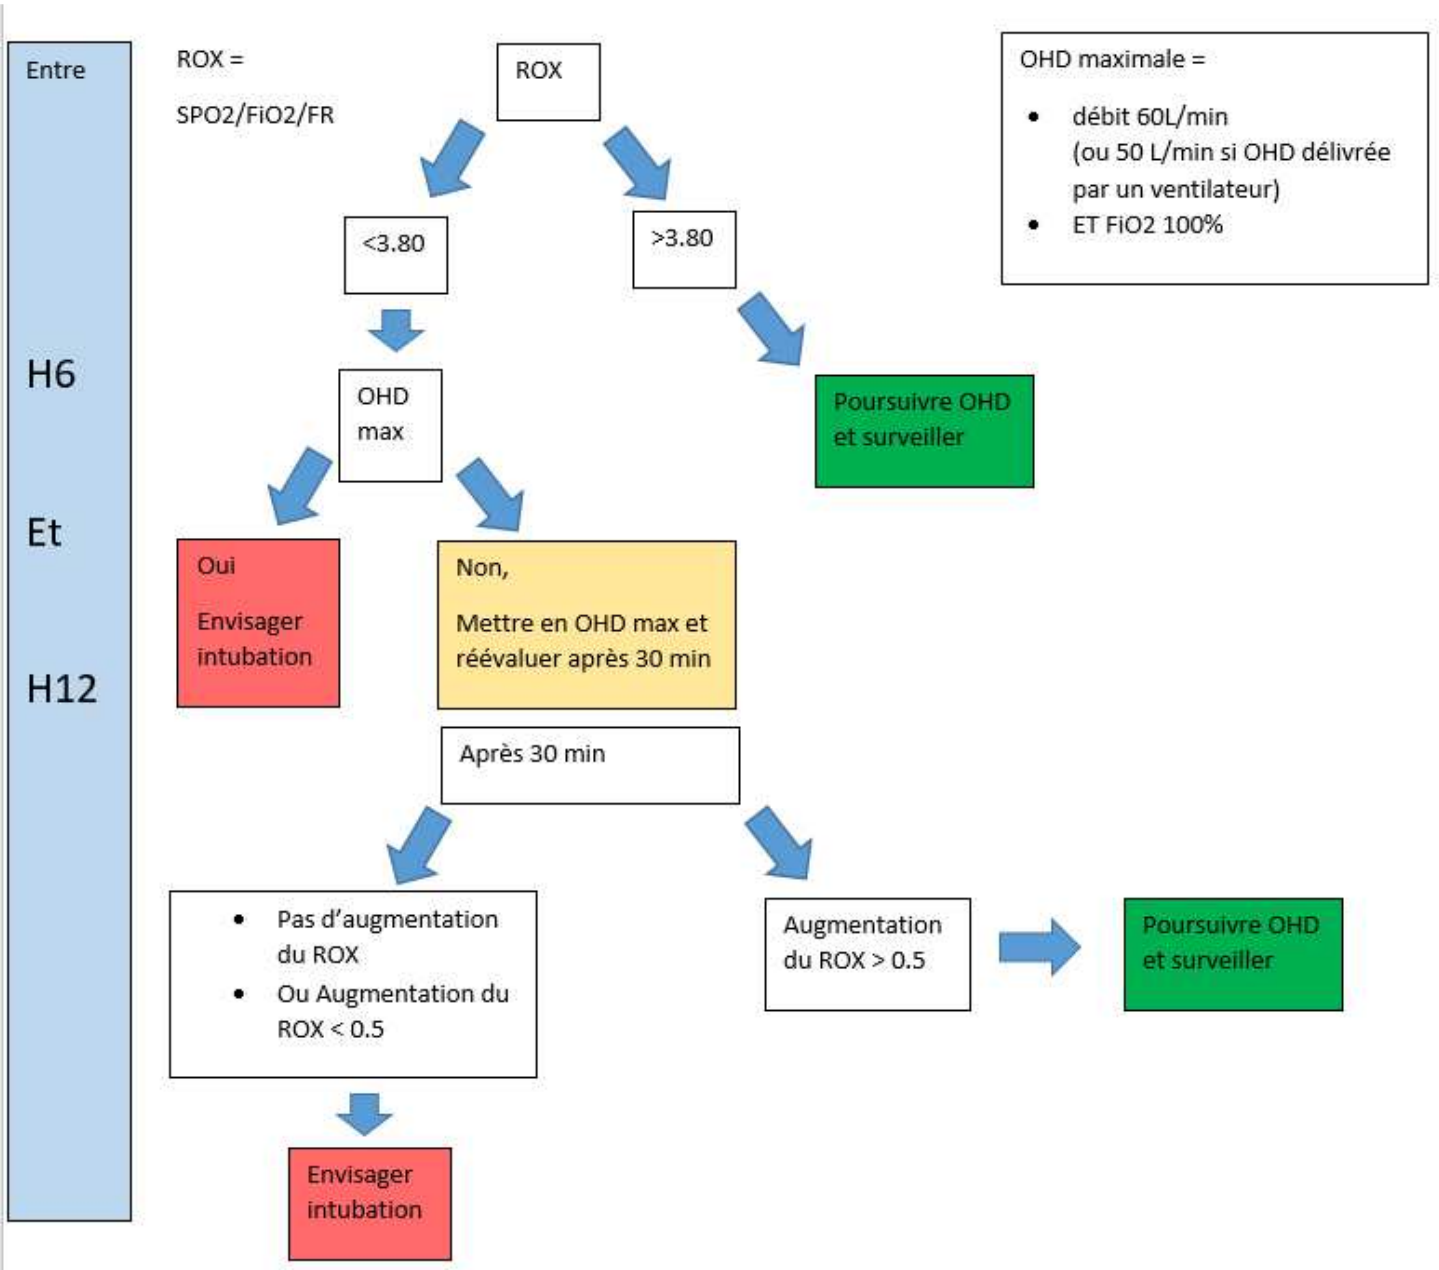 Entre
H6
Et
H12
ROX =
SPO2/FiO2/FR
ROX
OHD maximale =
• débit 60L/min
(ou 50 L/min si OHD délivrée
par un ventilateur)
• ET FiO2 100%
<3.80
>3.80
OHD
max
Poursuivre OHD
et surveiller
Oui
Envisager
intubation
Non,
Mettre en OHD max et
réévaluer après 30 min
Après 30 min
• Pas d’augmentation
du ROX
• Ou Augmentation du
ROX < 0.5
Augmentation
du ROX > 0.5
Poursuivre OHD
et surveiller
Envisager
intubation